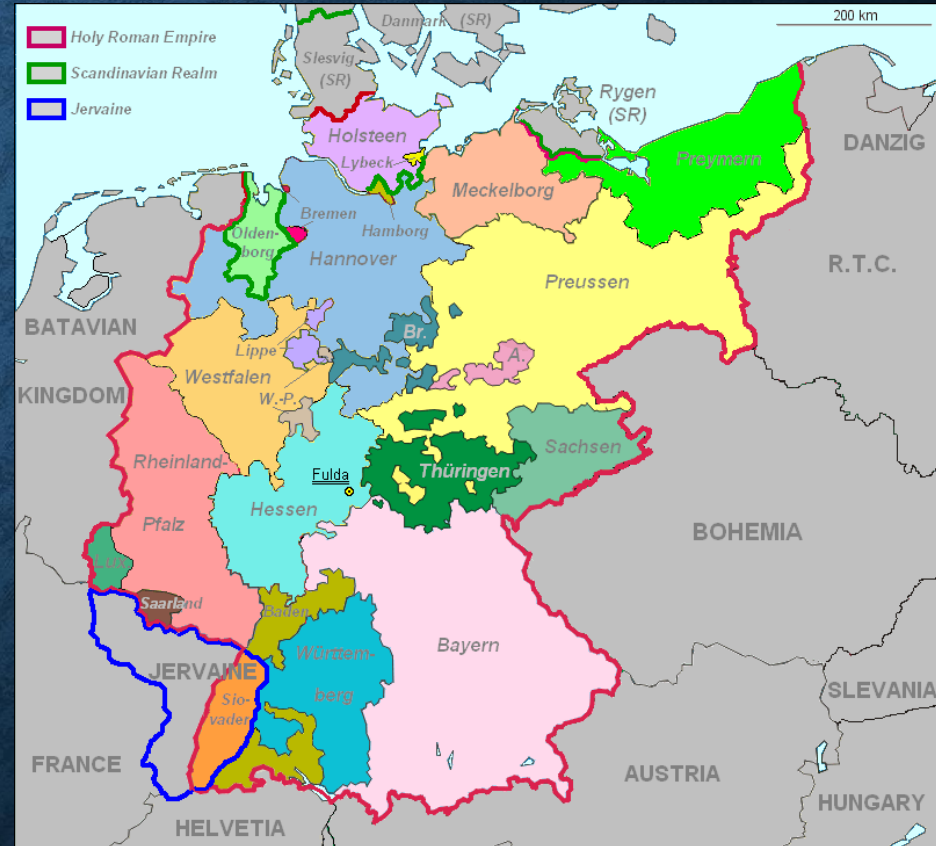 Danmark (SR)
200 km
Holy Roman Empire
Slesvig
(SR)
Scandinavian Realm
Rygen
(SR)
Jervaine
Holsteen
DANZIG
Lybeck
Preymern
Meckelborg
Bremen
Hamborg
Olden-
borg
Hannover
R.T.C.
Preussen
BATAVIAN
Br.
Lippe
A.
Westfalen
KINGDOM
W.-P.
Sachsen
Rheinland-
Thüringen
Fulda
Hessen
Pfalz
BOHEMIA
Lux.
Saarland
Baden
Bayern
Württem-
berg
JERVAINE
Sio-
vader
SLEVANIA
FRANCE
AUSTRIA
HUNGARY
HELVETIA